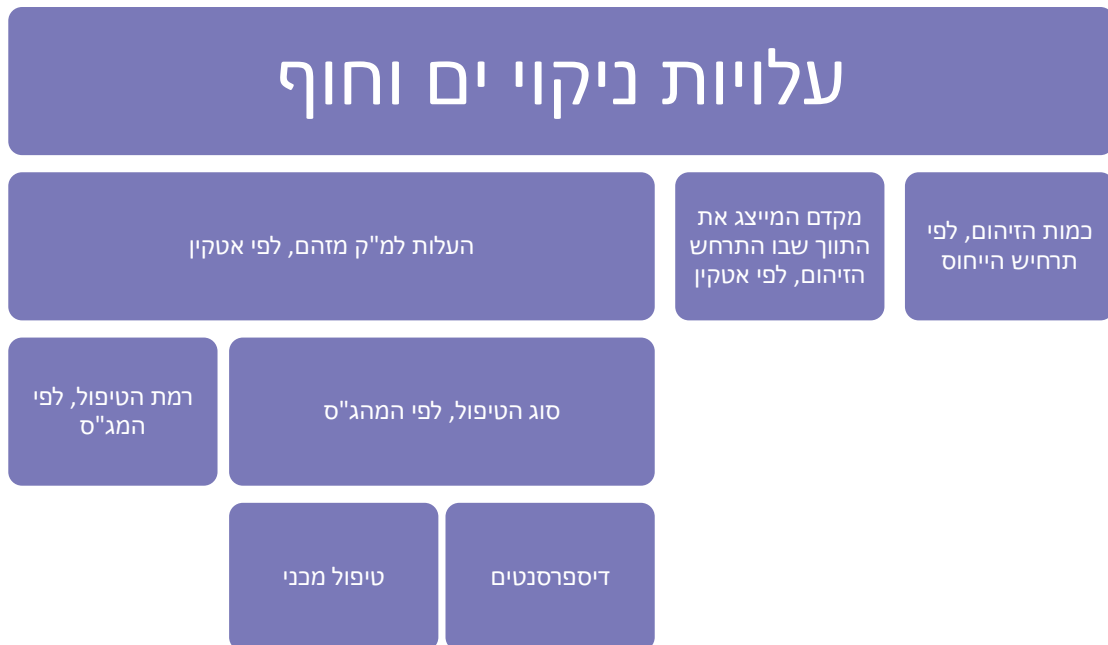 עלויות ניקוי ים וחוף
כמות הזיהום, לפי
תרחיש הייחוס
מקדם המייצג את
התווך שבו התרחש
הזיהום, לפי אטקין
העלות למ"ק מזהם, לפי אטקין
סוג הטיפול, לפי המהג"ס
רמת הטיפול, לפי
המג"ס
דיספרסנטים
טיפול מכני